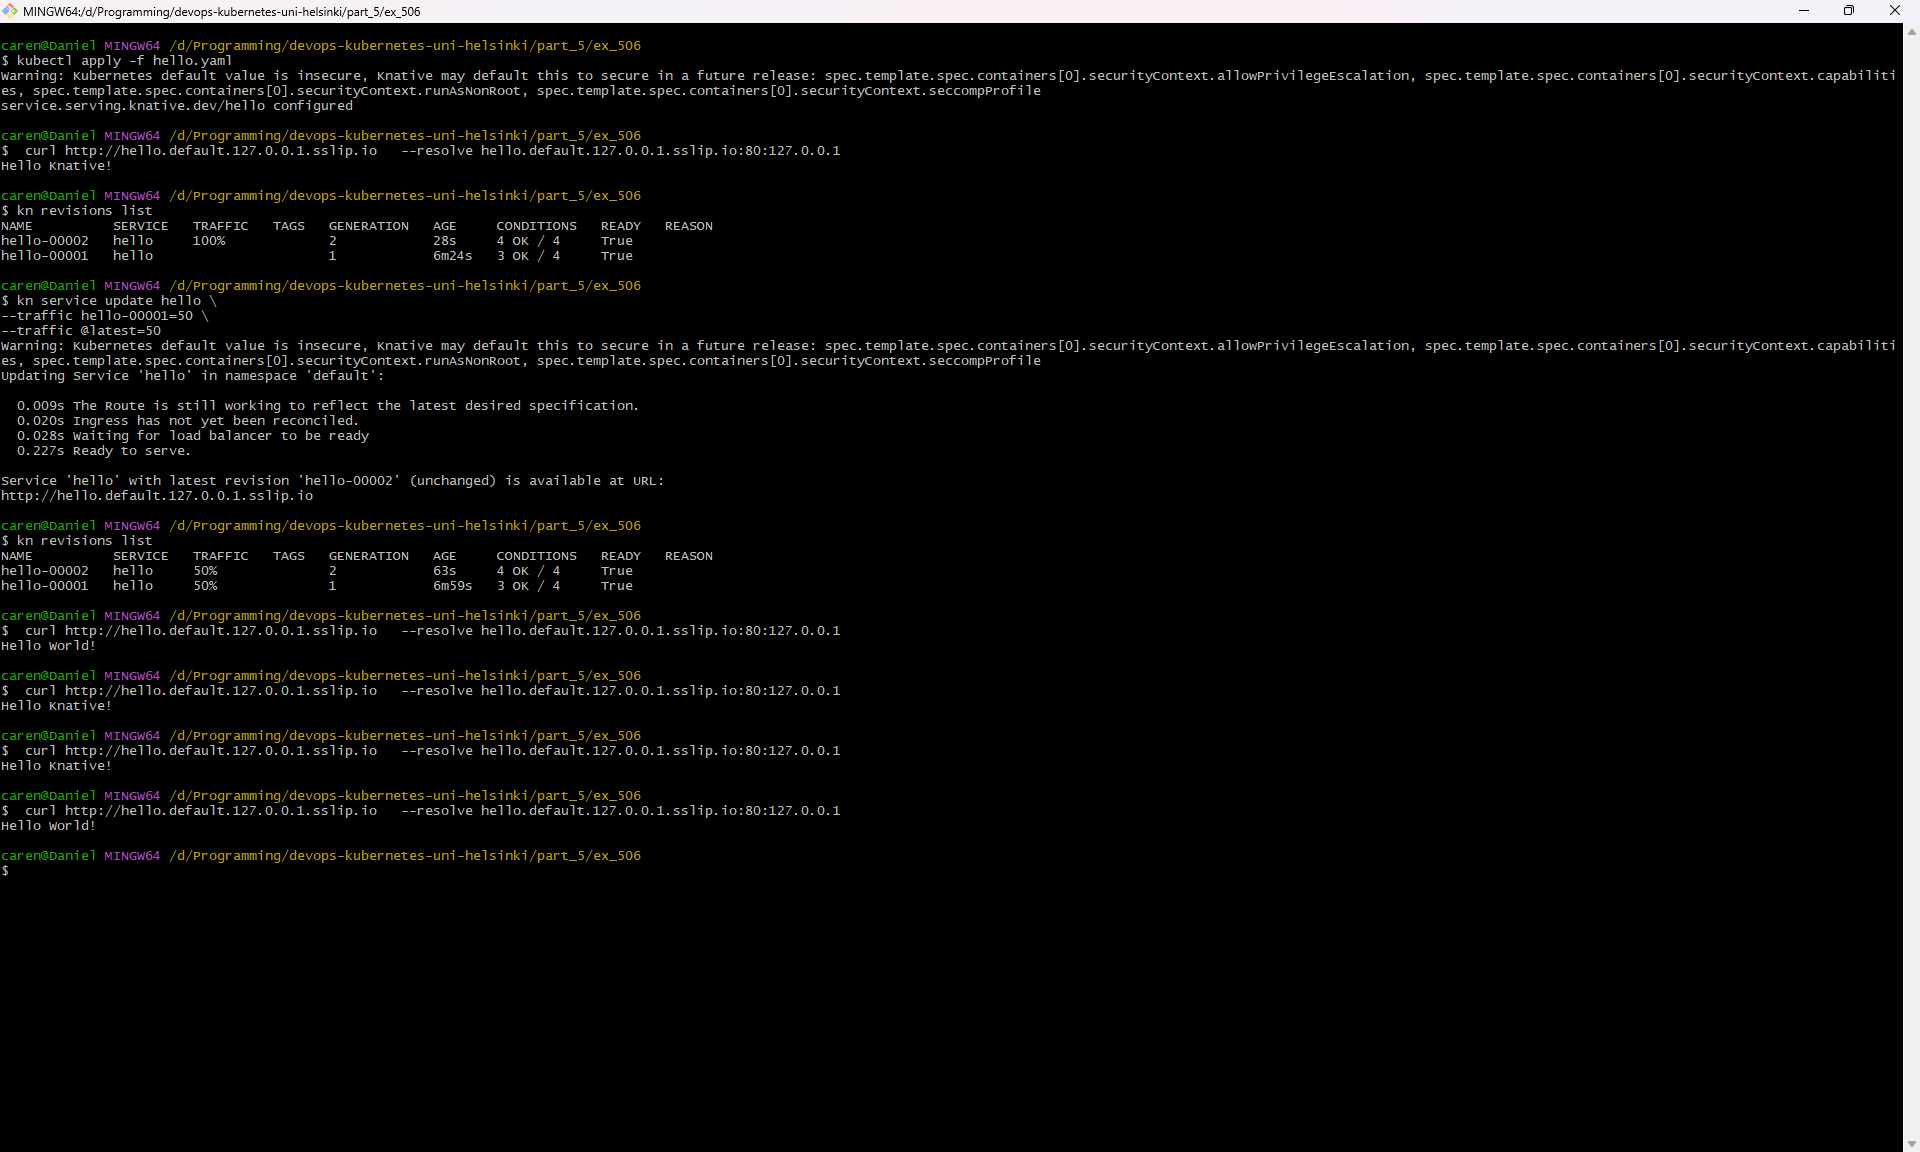 MINGW64:/d/Programming/devops-kubernetes-uni-helsinki/part_5/ex_506
caren@Daniel MINGW64 /d/Programming/devops-kubernetes-uni-helsinki/part_5/ex_506
$ kubectl apply -f hello.yaml
Warning: Kubernetes default value is insecure, Knative may default this to secure in a future release: spec.template.spec.containers[0].securityContext.allowPrivilegeEscalation, spec.template.spec.containers[0].securityContext.capabiliti
es, spec.template.spec.containers[0].securityContext.runAsNonRoot, spec.template.spec.containers[0].securityContext.seccompProfile
service.serving.knative.dev/hello configured
caren@Daniel MINGW64 /d/Programming/devops-kubernetes-uni-helsinki/part_5/ex_506
$  curl http://hello.default.127.0.0.1.sslip.io   --resolve hello.default.127.0.0.1.sslip.io:80:127.0.0.1
Hello Knative!
caren@Daniel MINGW64 /d/Programming/devops-kubernetes-uni-helsinki/part_5/ex_506
$ kn revisions list
NAME          SERVICE   TRAFFIC   TAGS   GENERATION   AGE     CONDITIONS   READY   REASON
hello-00002   hello     100%             2            28s     4 OK / 4     True
hello-00001   hello                      1            6m24s   3 OK / 4     True
caren@Daniel MINGW64 /d/Programming/devops-kubernetes-uni-helsinki/part_5/ex_506
$ kn service update hello \
--traffic hello-00001=50 \
--traffic @latest=50
Warning: Kubernetes default value is insecure, Knative may default this to secure in a future release: spec.template.spec.containers[0].securityContext.allowPrivilegeEscalation, spec.template.spec.containers[0].securityContext.capabiliti
es, spec.template.spec.containers[0].securityContext.runAsNonRoot, spec.template.spec.containers[0].securityContext.seccompProfile
Updating Service 'hello' in namespace 'default':
  0.009s The Route is still working to reflect the latest desired specification.
  0.020s Ingress has not yet been reconciled.
  0.028s Waiting for load balancer to be ready
  0.227s Ready to serve.
Service 'hello' with latest revision 'hello-00002' (unchanged) is available at URL:
http://hello.default.127.0.0.1.sslip.io
caren@Daniel MINGW64 /d/Programming/devops-kubernetes-uni-helsinki/part_5/ex_506
$ kn revisions list
NAME          SERVICE   TRAFFIC   TAGS   GENERATION   AGE     CONDITIONS   READY   REASON
hello-00002   hello     50%              2            63s     4 OK / 4     True
hello-00001   hello     50%              1            6m59s   3 OK / 4     True
caren@Daniel MINGW64 /d/Programming/devops-kubernetes-uni-helsinki/part_5/ex_506
$  curl http://hello.default.127.0.0.1.sslip.io   --resolve hello.default.127.0.0.1.sslip.io:80:127.0.0.1
Hello World!
caren@Daniel MINGW64 /d/Programming/devops-kubernetes-uni-helsinki/part_5/ex_506
$  curl http://hello.default.127.0.0.1.sslip.io   --resolve hello.default.127.0.0.1.sslip.io:80:127.0.0.1
Hello Knative!
caren@Daniel MINGW64 /d/Programming/devops-kubernetes-uni-helsinki/part_5/ex_506
$  curl http://hello.default.127.0.0.1.sslip.io   --resolve hello.default.127.0.0.1.sslip.io:80:127.0.0.1
Hello Knative!
caren@Daniel MINGW64 /d/Programming/devops-kubernetes-uni-helsinki/part_5/ex_506
$  curl http://hello.default.127.0.0.1.sslip.io   --resolve hello.default.127.0.0.1.sslip.io:80:127.0.0.1
Hello World!
caren@Daniel MINGW64 /d/Programming/devops-kubernetes-uni-helsinki/part_5/ex_506
$